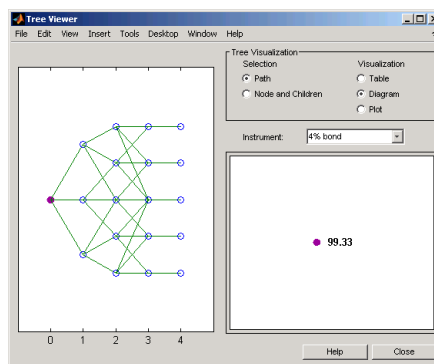 Tree Viewer
File Edit View Insert Tools Desktop Window Help
Tree Visualization
Selection
Visualization
Path
Table
Node and Children
Diagram
Plot
Instrument:
4% bond
99.33
0 1 2 3 4
Help
Close